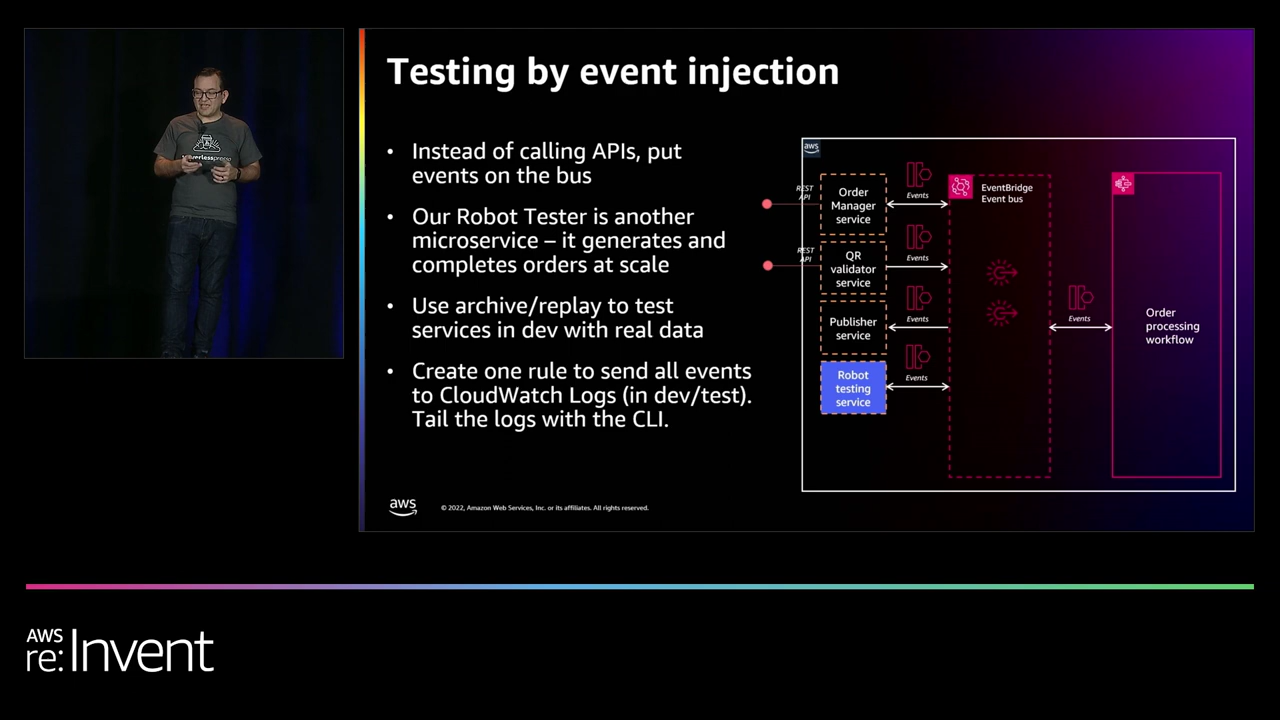 Testing by event injection
• Instead of calling APIs, put
events on the bus
• Our Robot Tester is another
microservice – it generates and
completes orders at scale
• Use archive/replay to test
services in dev with real data
• Create one rule to send all events
to CloudWatch Logs (in dev/test).
Tail the logs with the CLI.
aws
REST
API
Order
Manager
service
Events
EventBridge
Event bus
REST
API
QR
validator
service
Events
Publisher
service
Events
Robot
testing
service
Events
Events
Order
processing
workflow
aws
© 2022, Amazon Web Services, Inc. or its affiliates. All rights reserved.
AWS
re:Invent